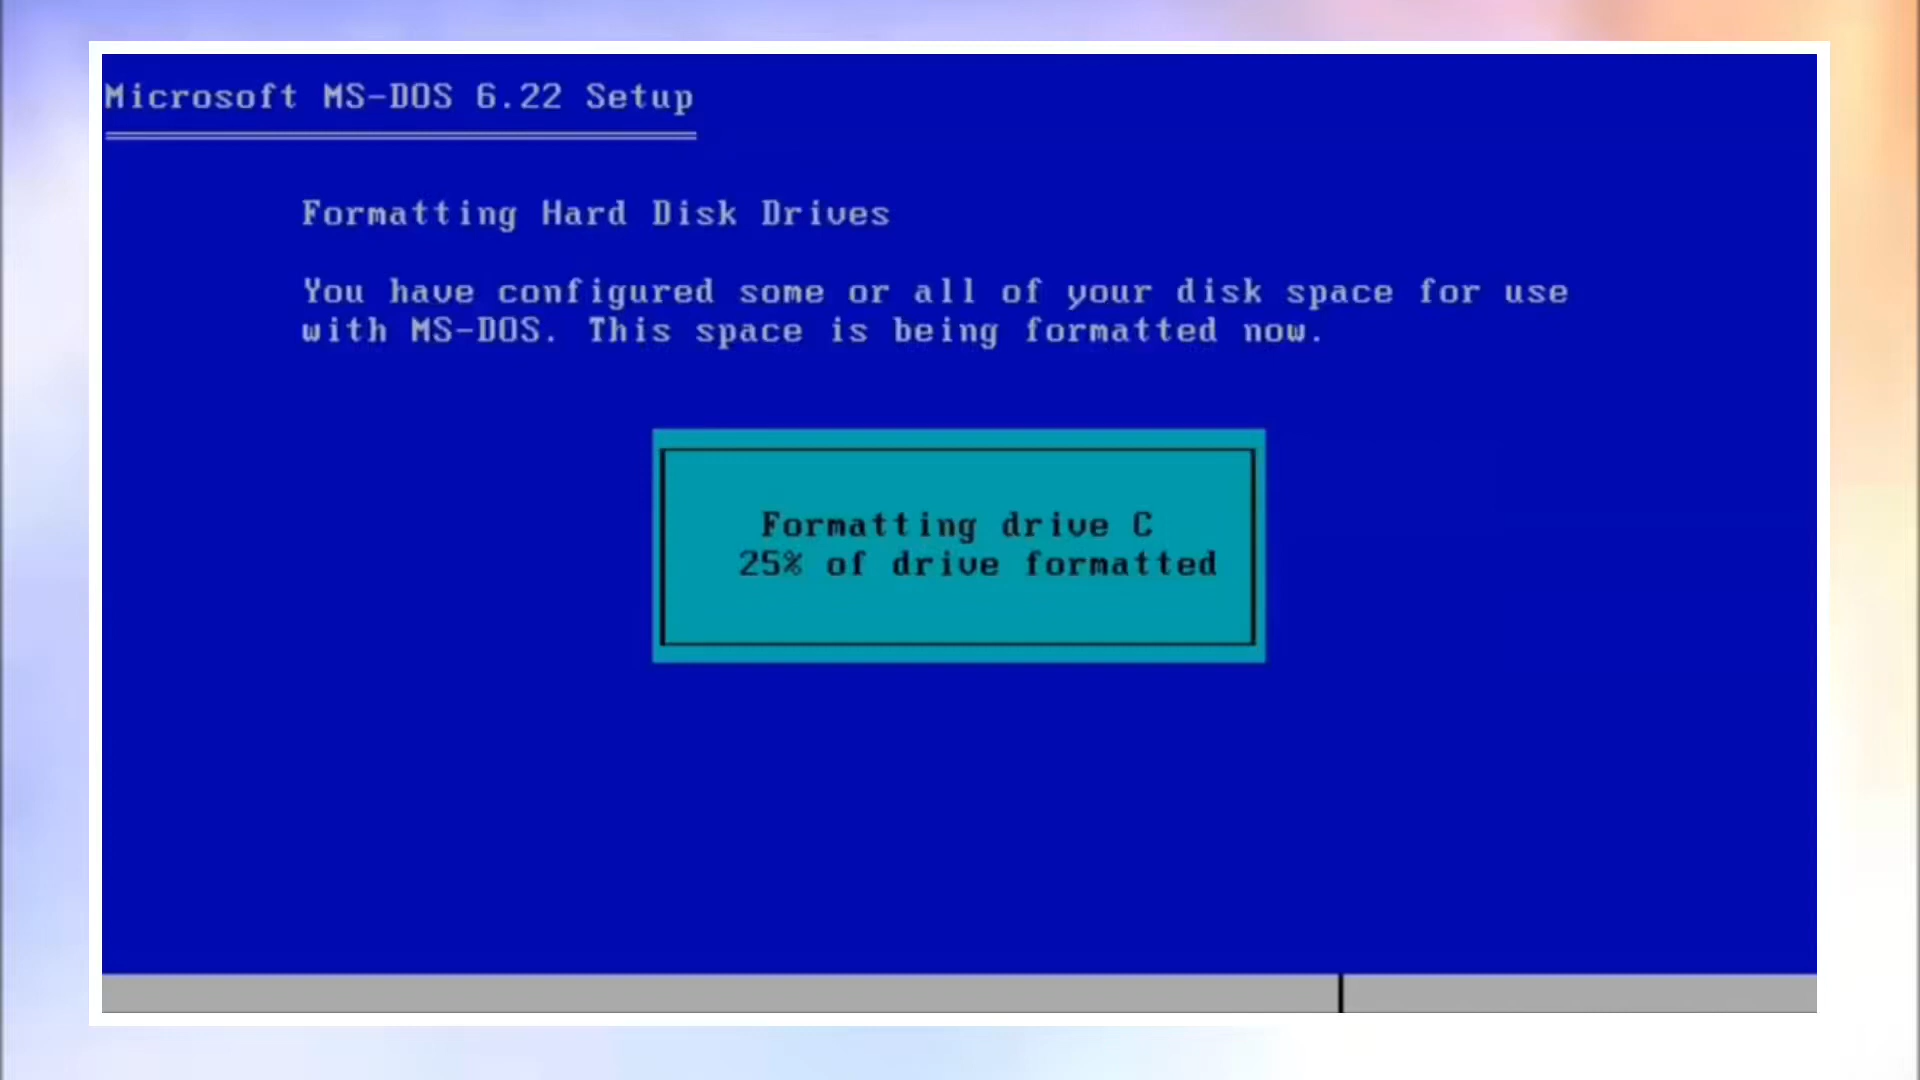 Microsoft MS-DOS 6.22 Setup
Formatting Hard Disk Drives
You have configured some or all of your disk space for use
with MS-DOS. This space is being formatted now.
Formatting drive C
25% of drive formatted